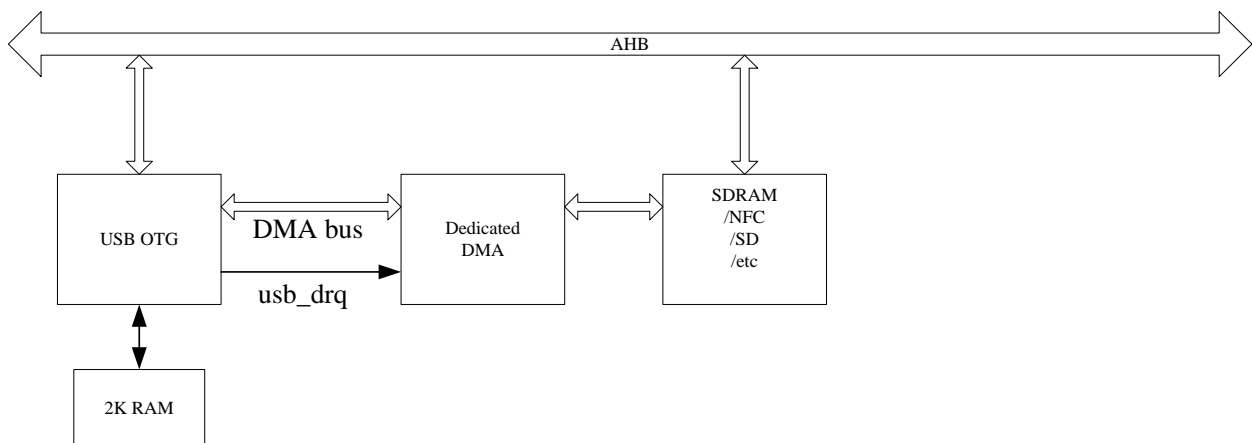 AHB
USB OTG
DMA bus
usb_drq
Dedicated
DMA
SDRAM
/NFC
/SD
/etc
2K RAM